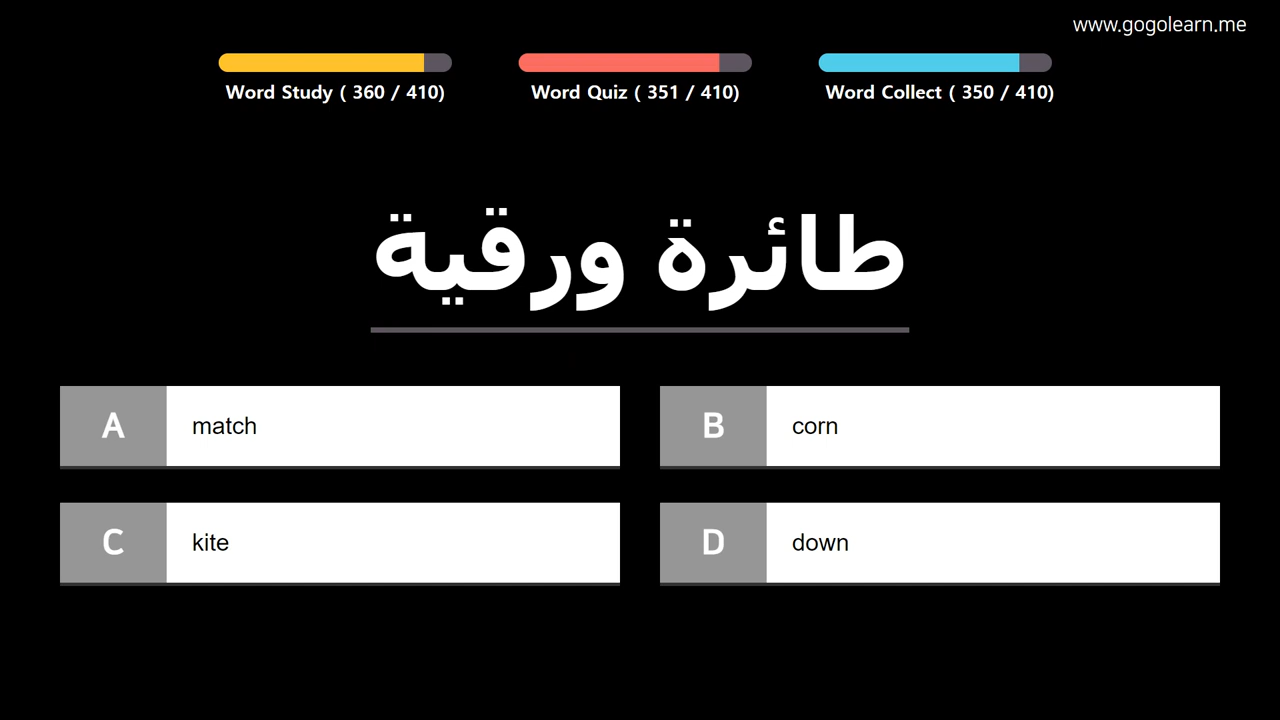 www.gogolearn.me
Word Study ( 360 / 410)
Word Quiz ( 351 / 410)
Word Collect ( 350 / 410)
طائرة ورقية
A match
B corn
C kite
D down